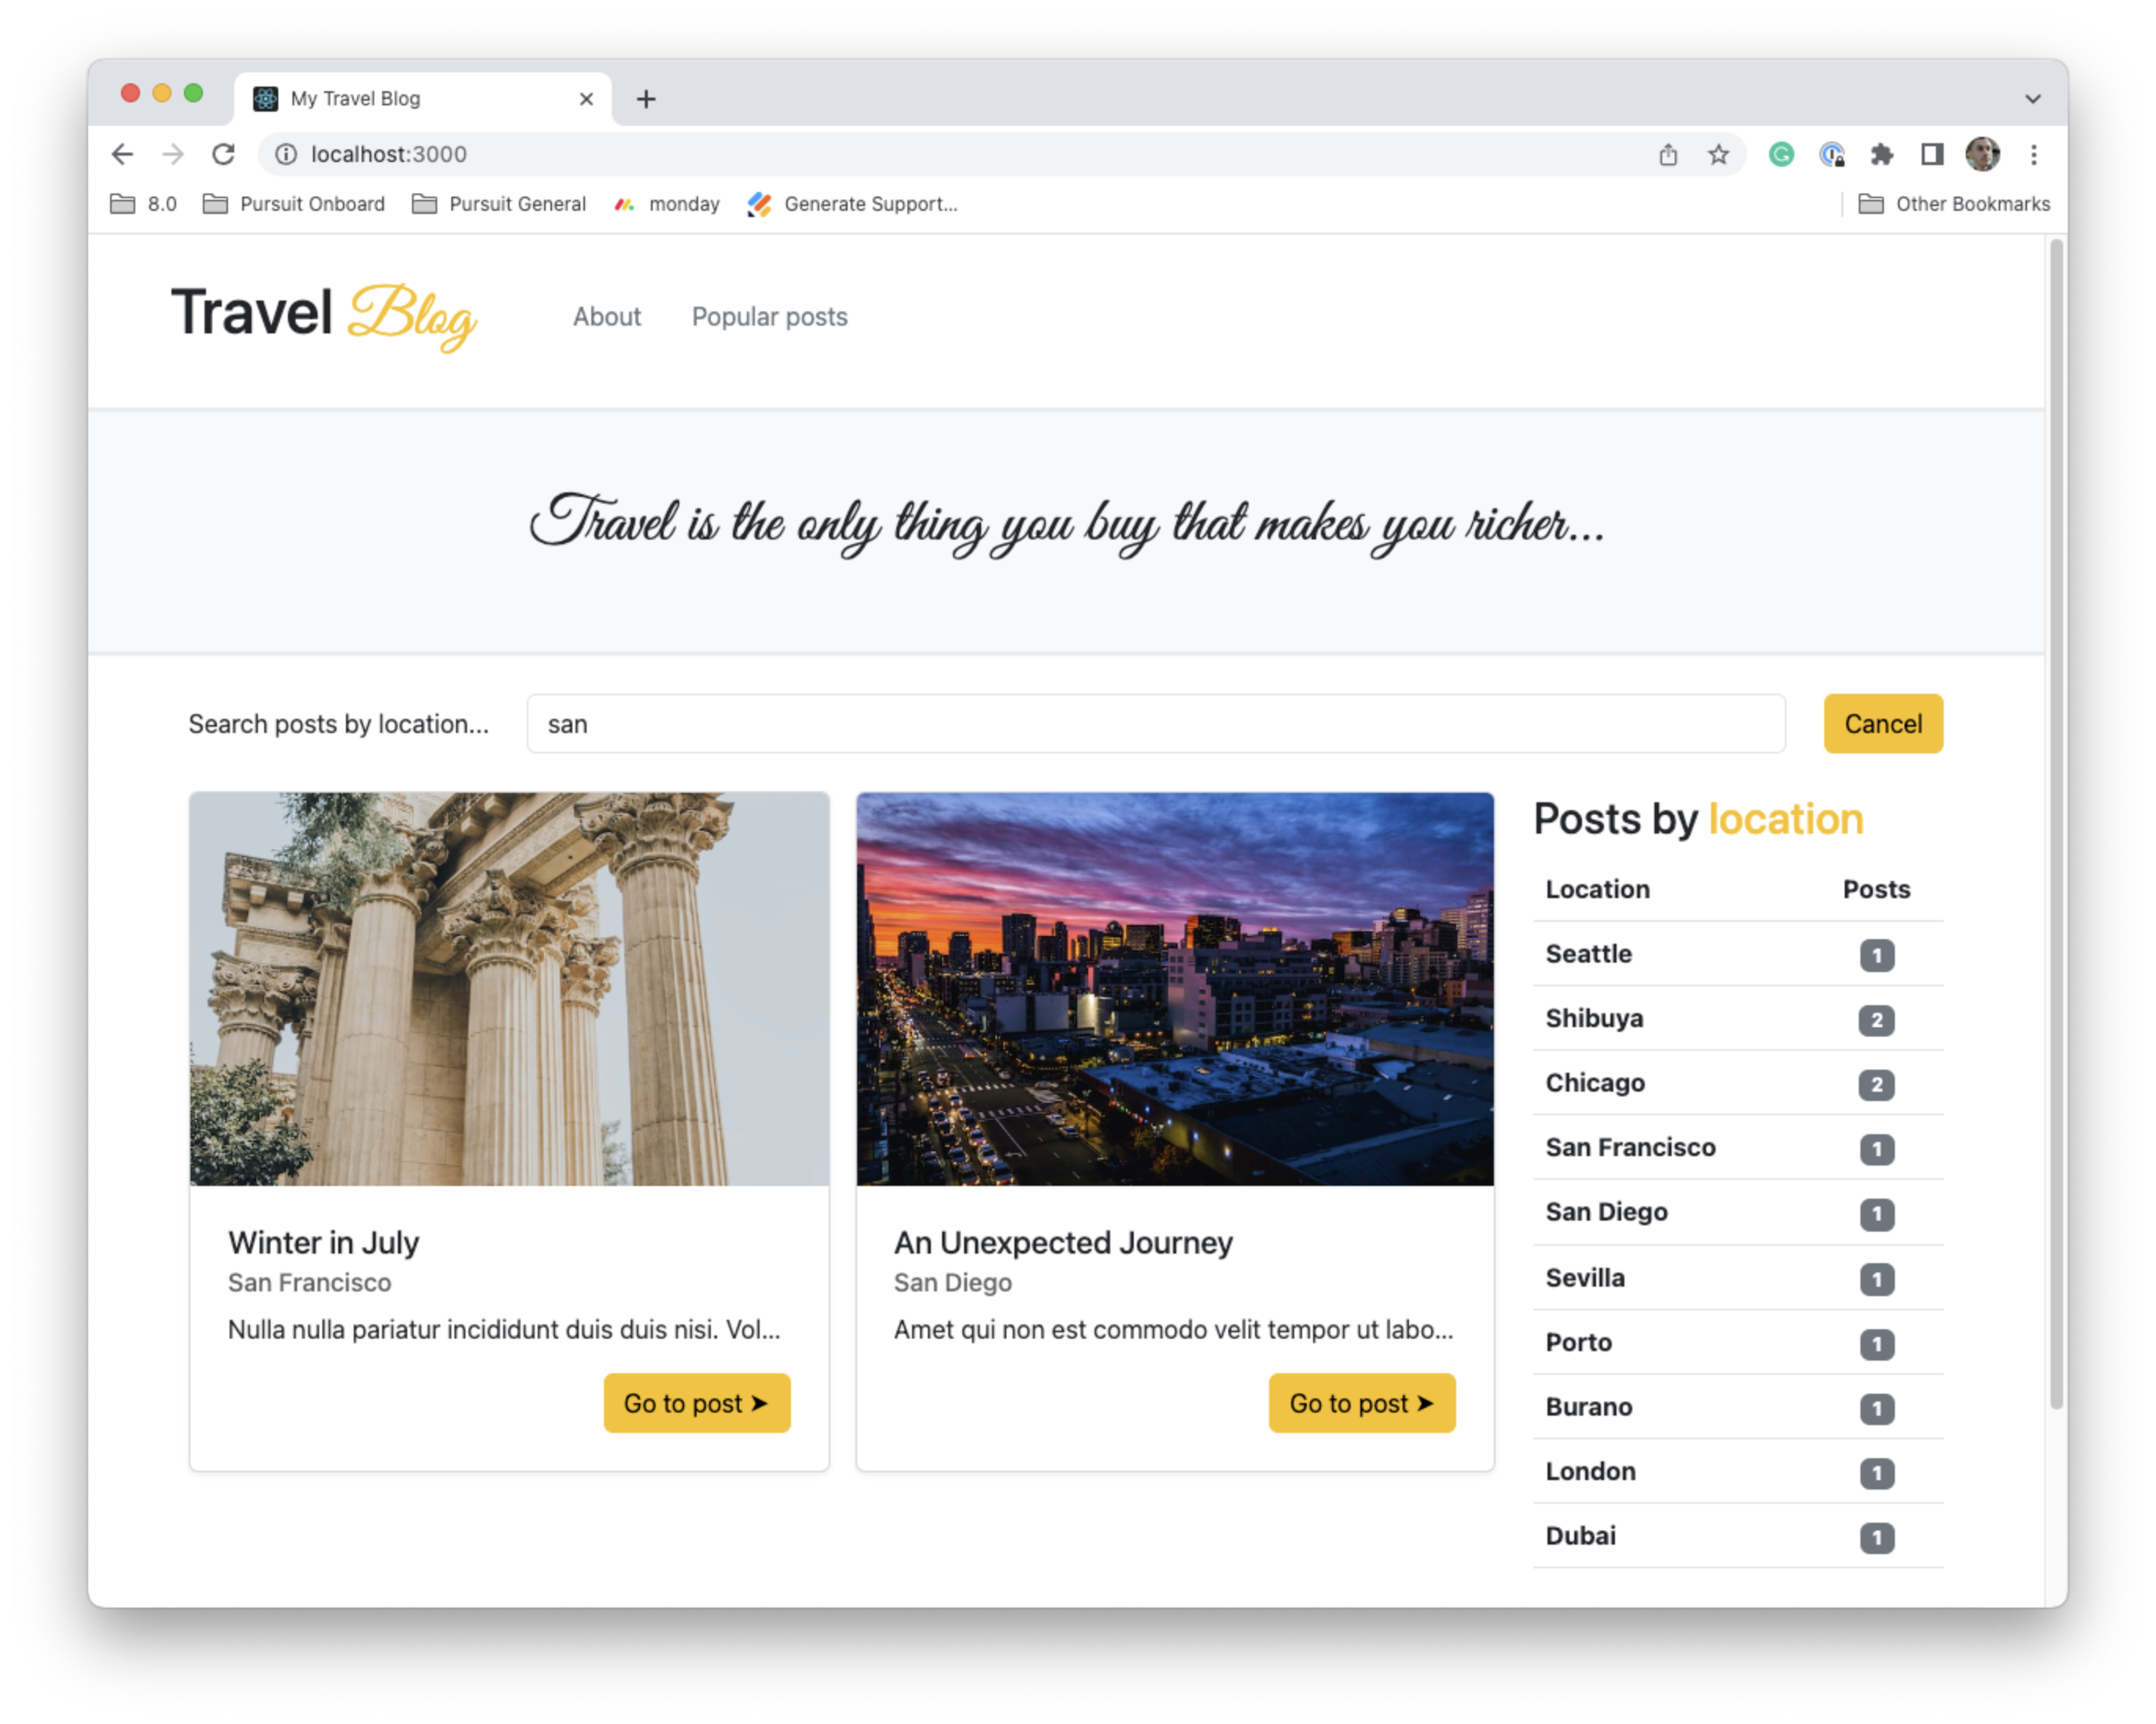 My Travel Blog
localhost:3000
8.0 Pursuit Onboard Pursuit General monday Generate Support... Other Bookmarks
Travel Blog About Popular posts
Travel is the only thing you buy that makes you richer...
Search posts by location... san Cancel
Winter in July
San Francisco
Nulla nulla pariatur incididunt duis duis nisi. Vol...
Go to post ➤
An Unexpected Journey
San Diego
Amet qui non est commodo velit tempor ut labo...
Go to post ➤
Posts by location
Location Posts
Seattle 1
Shibuya 2
Chicago 2
San Francisco 1
San Diego 1
Sevilla 1
Porto 1
Burano 1
London 1
Dubai 1